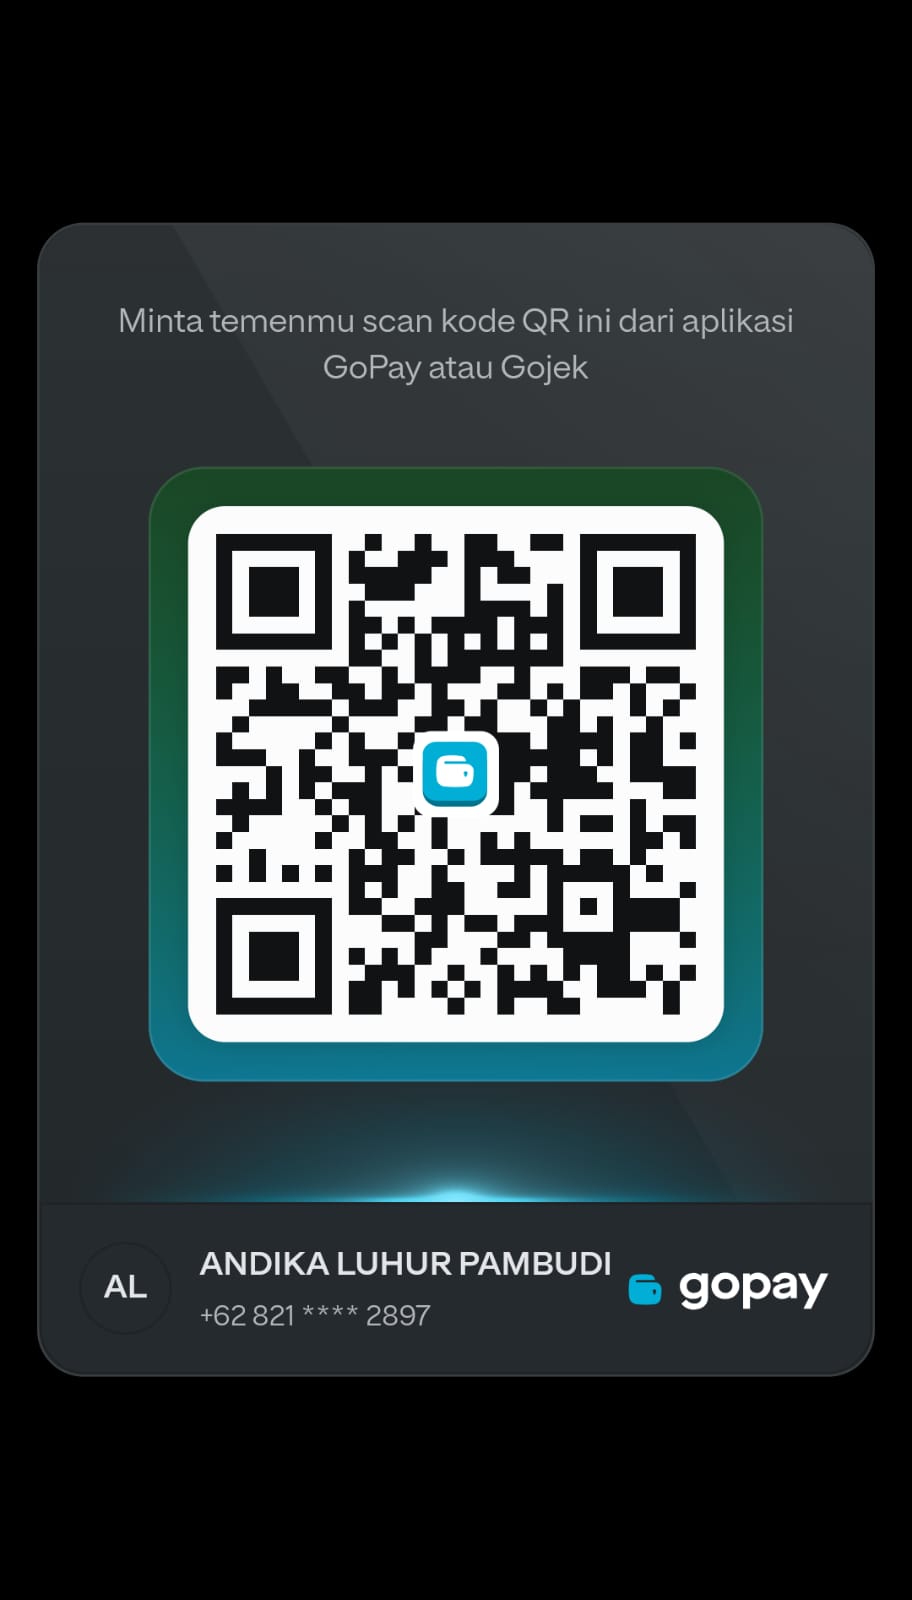 Minta temenmu scan kode QR ini dari aplikasi
GoPay atau Gojek
AL
ANDIKA LUHUR PAMBUDI
+62 821 **** 2897
gopay